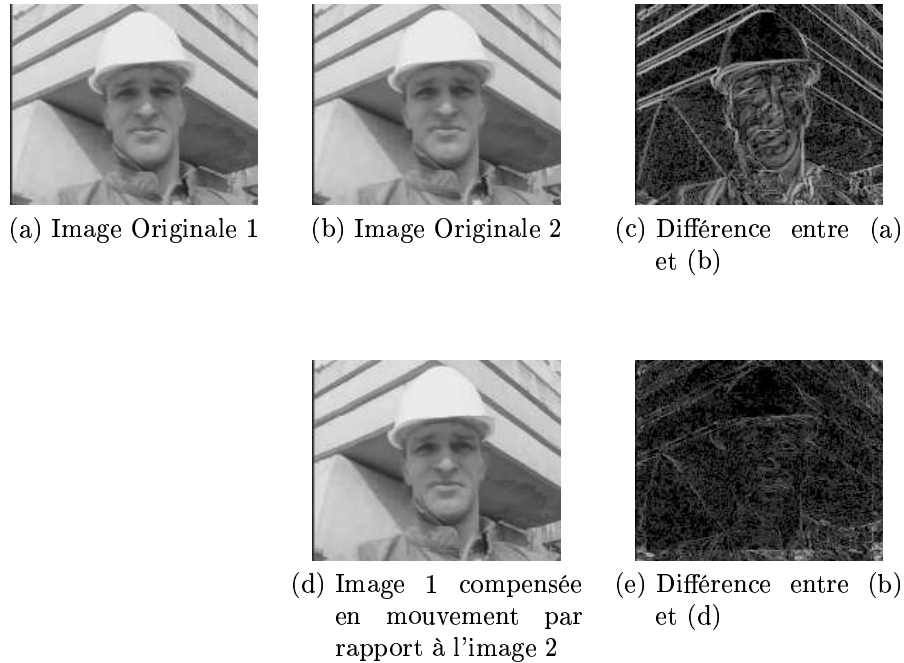 (a) Image Originale 1
(b) Image Originale 2
(c) Différence entre (a)
et (b)
(d) Image 1 compensée
en mouvement par
rapport à l'image 2
(e) Différence entre (b)
et (d)